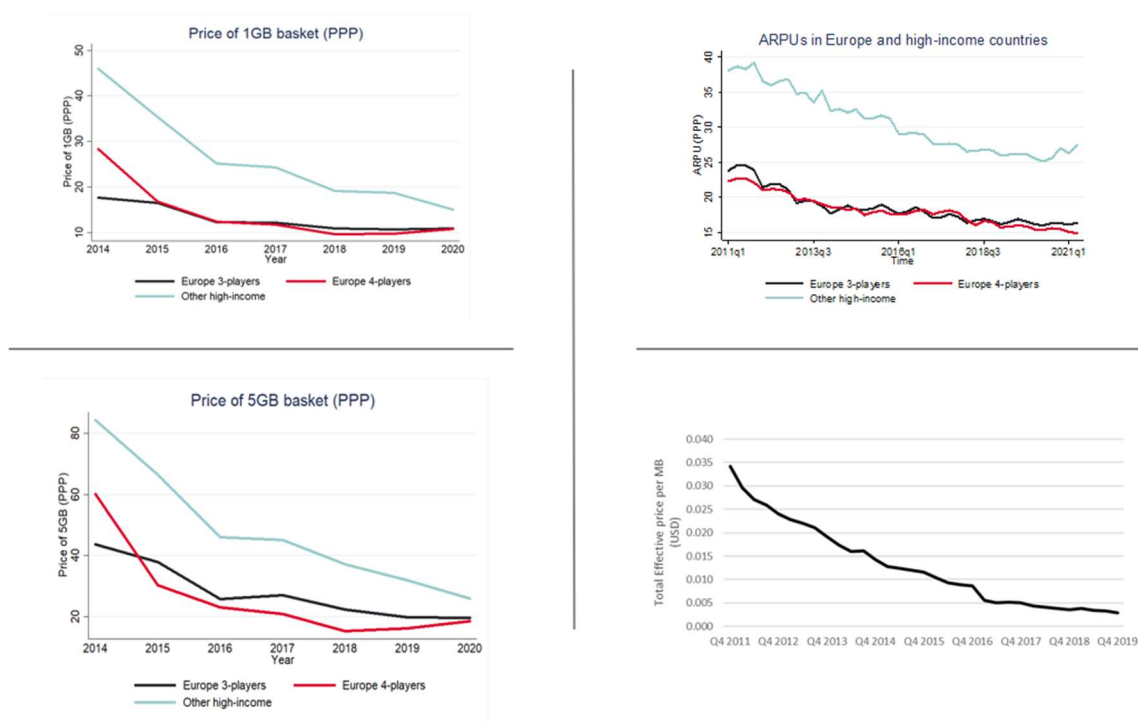 Price of 1GB basket (PPP)
Price of 1GB (PPP)
50
40
30
20
10
2014 2015 2016 2017 2018 2019 2020
Year
Europe 3-players Europe 4-players
Other high-income
ARPUs in Europe and high-income countries
ARPU (PPP)
40
35
30
25
20
15
2011q1 2013q3 2016q1 2018q3 2021q1
Time
Europe 3-players Europe 4-players
Other high-income
Price of 5GB basket (PPP)
Price of 5GB (PPP)
80
60
40
20
2014 2015 2016 2017 2018 2019 2020
Year
Europe 3-players Europe 4-players
Other high-income
Total Effective price per MB
(USD)
0.040
0.035
0.030
0.025
0.020
0.015
0.010
0.005
0.000
Q4 2011 Q4 2012 Q4 2013 Q4 2014 Q4 2015 Q4 2016 Q4 2017 Q4 2018 Q4 2019